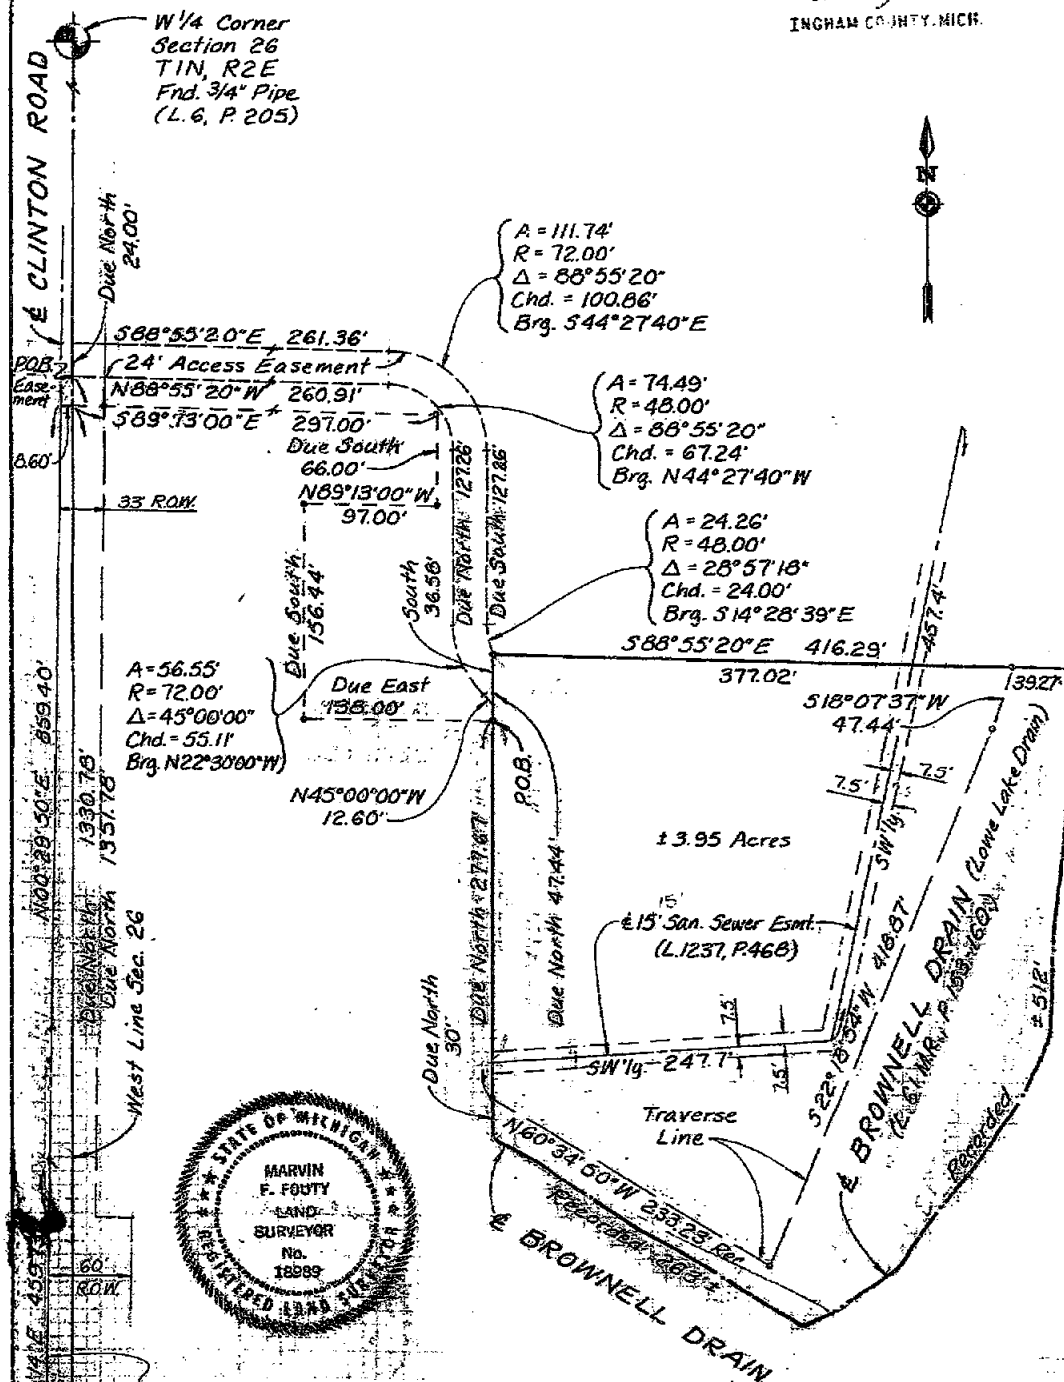 INGHAM COUNTY, MICH.
W 1/4 Corner
Section 26
T1N, R2E
Fnd. 3/4" Pipe
(L. 6, P. 205)
℄ CLINTON ROAD
Due North
24.00'
N
A = 111.74'
R = 72.00'
Δ = 88°55'20"
Chd. = 100.86'
Brg. S44°27'40"E
S88°55'20"E 261.36'
24' Access Easement
N88°55'20"W 260.91'
S89°13'00"E 297.00'
P.O.B.
Ease-
ment
8.60'
33' R.O.W.
Due South
66.00'
N89°13'00"W
97.00'
A = 74.49'
R = 48.00'
Δ = 88°55'20"
Chd. = 67.24'
Brg. N44°27'40"W
Due North 127.26'
Due South 127.26'
A = 24.26'
R = 48.00'
Δ = 28°57'18"
Chd. = 24.00'
Brg. S14°28'39"E
Due South
156.44'
South
36.58'
S88°55'20"E 416.29'
377.02'
39.27'
457.4'
A = 56.55'
R = 72.00'
Δ = 45°00'00"
Chd. = 55.11'
Brg. N22°30'00"W
Due East
138.00'
N45°00'00"W
12.60'
P.O.B.
S18°07'37"W
47.44'
7.5'
7.5'
SW'ly
±3.95 Acres
15'
℄ 15' San. Sewer Esmt.
(L.1237, P.468)
Due North 277.67'
Due North 47.44'
Due North
30'
SW'ly 247.7'
7.5'
7.5'
S22°18'54"W 418.87'
℄ BROWNELL DRAIN (Lowe Lake Drain)
±512'
Recorded
Traverse
Line
N60°34'50"W 233.23' Rec.
Recorded 263'±
℄ BROWNELL DRAIN
N00°29'50"E 859.40'
Due North 1330.78'
Due North 1351.78'
West Line Sec. 26
60'
R.O.W.
STATE OF MICHIGAN
MARVIN
F. FOUTY
LAND
SURVEYOR
No.
18989
REGISTERED LAND SURVEYOR